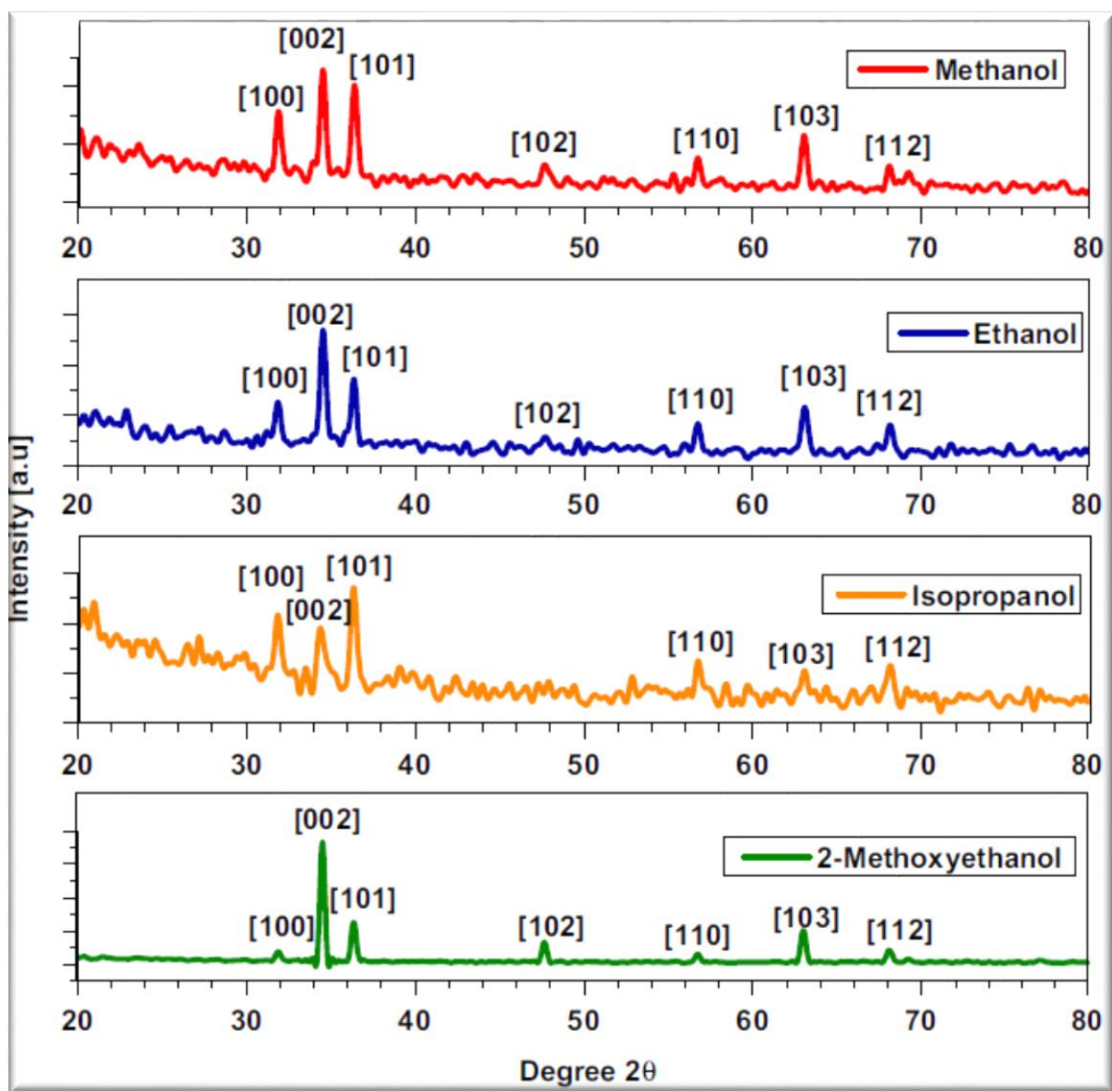 [002]
[101]
[100]
[102]
[110]
[103]
[112]
Methanol
20 30 40 50 60 70 80
[002]
[101]
[100]
[102]
[110]
[103]
[112]
Ethanol
20 30 40 50 60 70 80
Intensity [a.u]
[101]
[100]
[002]
[110]
[103]
[112]
Isopropanol
20 30 40 50 60 70 80
[002]
[101]
[100]
[102]
[110]
[103]
[112]
2-Methoxyethanol
20 30 40 50 60 70 80
Degree 2θ